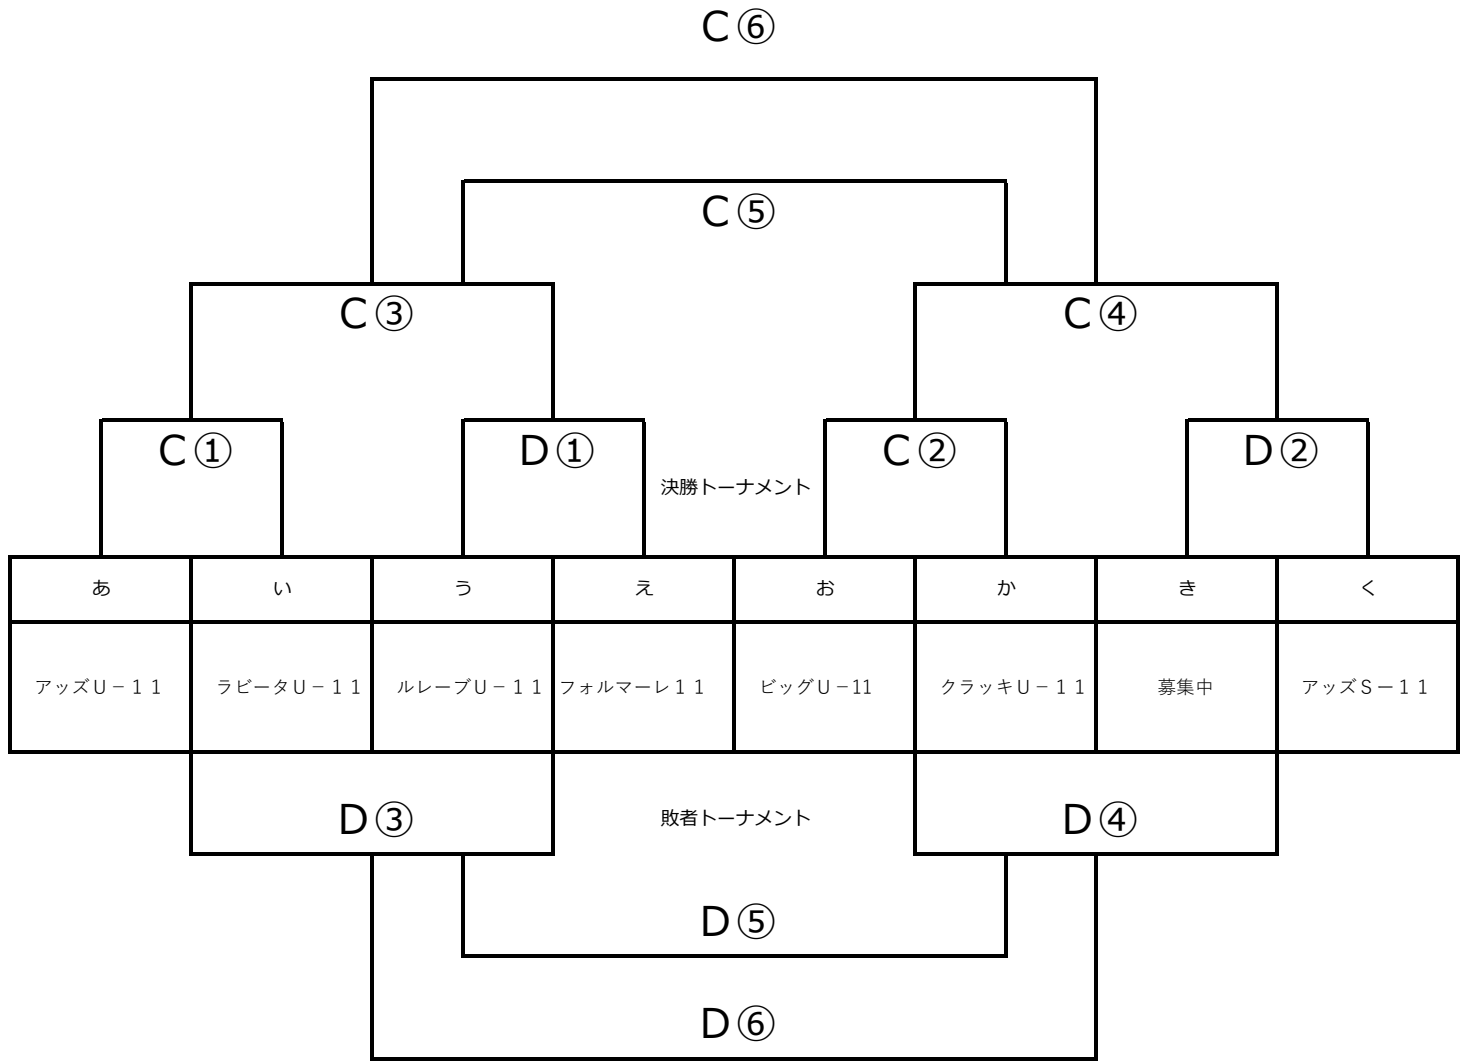 C⑥
C⑤
C③ C④
C① D① C② D②
決勝トーナメント
あ い う え お か き く
アッズU－１１ ラビータU－１１ ルレーブU－１１ フォルマーレ１１ ビッグU－11 クラッキU－１１ 募集中 アッズSー１１
D③ 敗者トーナメント D④
D⑤
D⑥